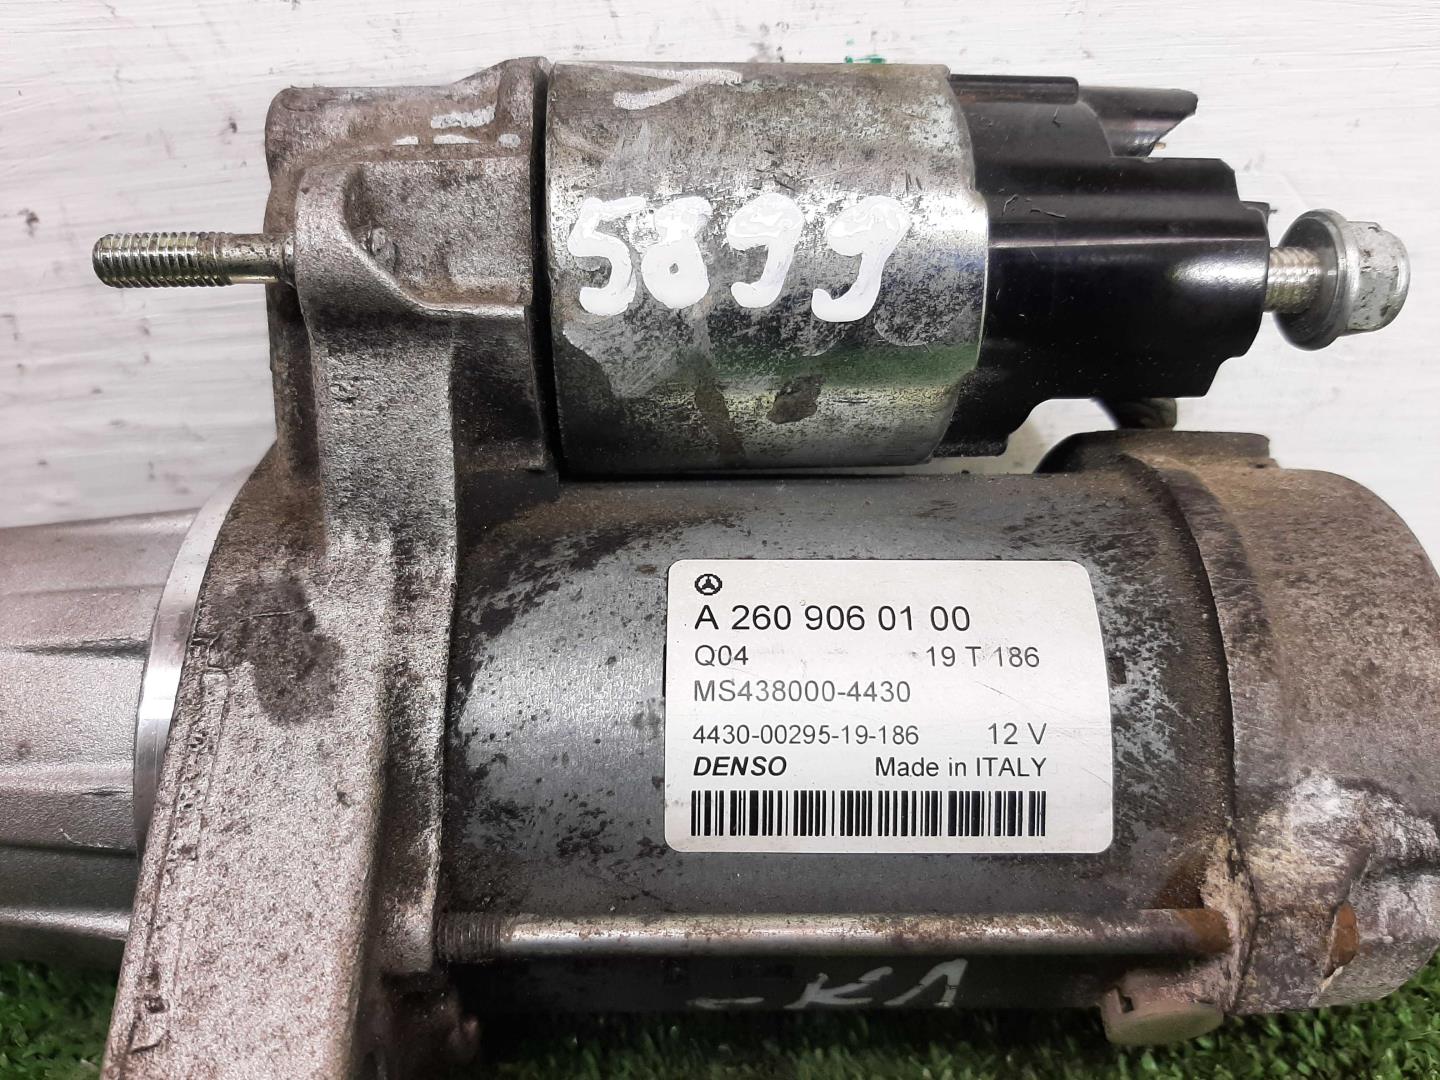 5899
A 260 906 01 00
Q04 19 T 186
MS438000-4430
4430-00295-19-186 12 V
DENSO Made in ITALY